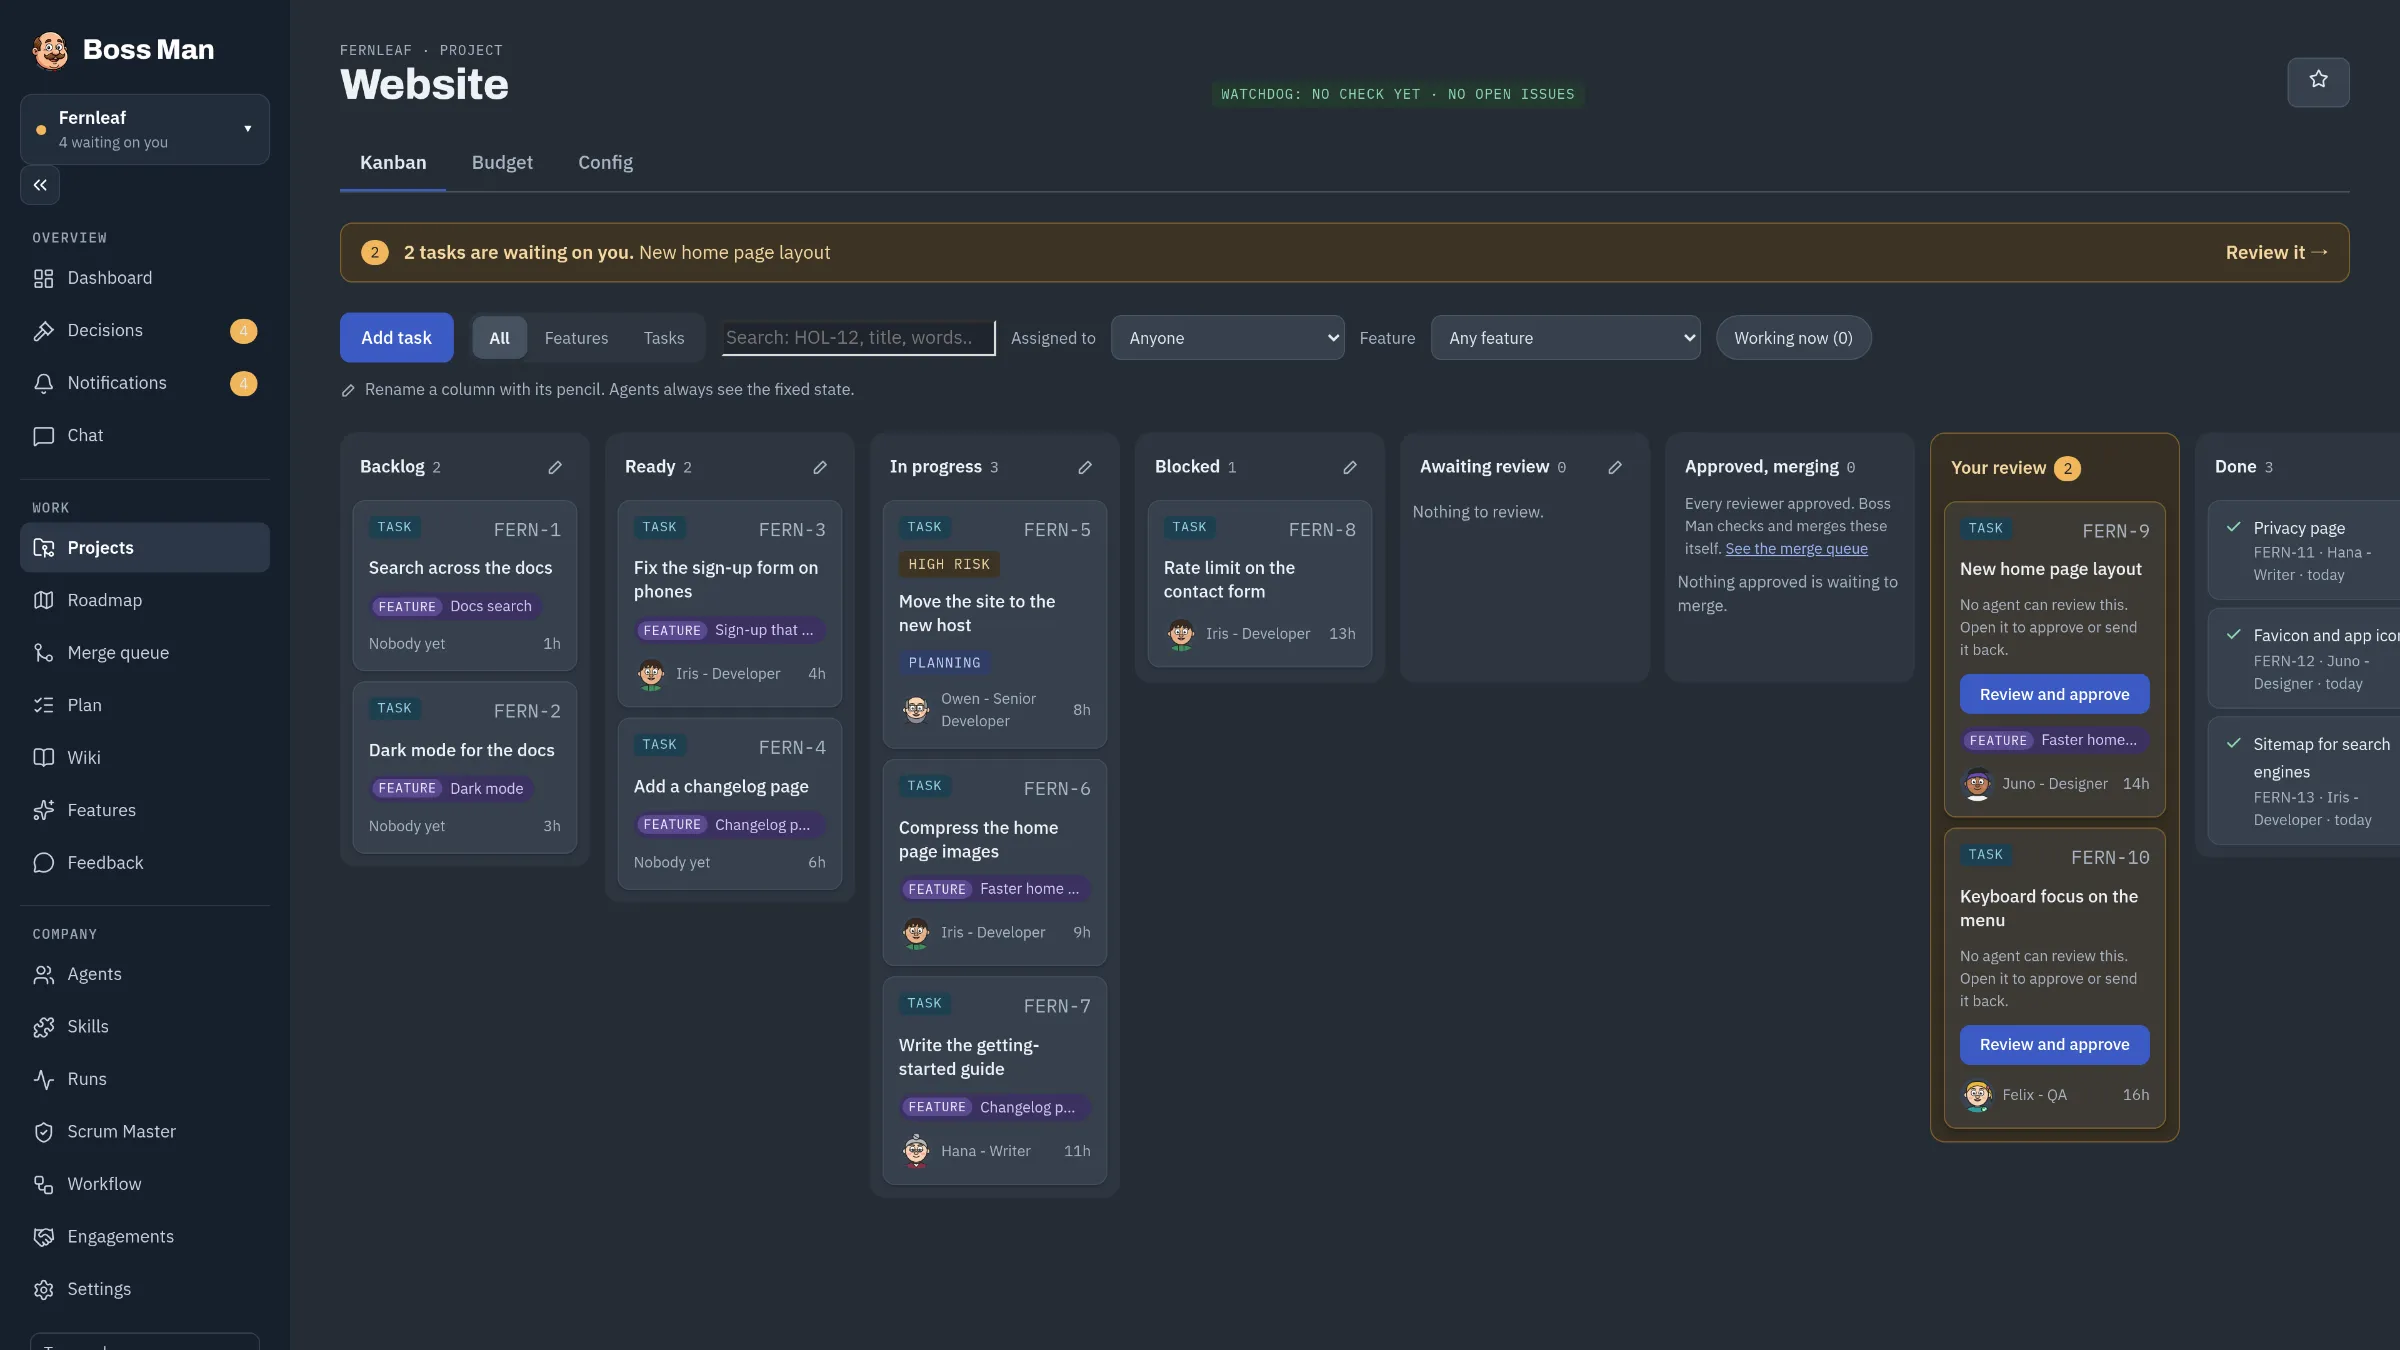 Boss Man
Fernleaf
4 waiting on you
OVERVIEW
Dashboard
Decisions 4
Notifications 4
Chat
WORK
Projects
Roadmap
Merge queue
Plan
Wiki
Features
Feedback
COMPANY
Agents
Skills
Runs
Scrum Master
Workflow
Engagements
Settings
FERNLEAF · PROJECT
Website
WATCHDOG: NO CHECK YET · NO OPEN ISSUES
Kanban Budget Config
2 2 tasks are waiting on you. New home page layout Review it →
Add task All Features Tasks Search: HOL-12, title, words.. Assigned to Anyone Feature Any feature Working now (0)
Rename a column with its pencil. Agents always see the fixed state.
Backlog 2
TASK FERN-1
Search across the docs
FEATURE Docs search
Nobody yet 1h
TASK FERN-2
Dark mode for the docs
FEATURE Dark mode
Nobody yet 3h
Ready 2
TASK FERN-3
Fix the sign-up form on
phones
FEATURE Sign-up that ...
Iris - Developer 4h
TASK FERN-4
Add a changelog page
FEATURE Changelog p...
Nobody yet 6h
In progress 3
TASK FERN-5
HIGH RISK
Move the site to the
new host
PLANNING
Owen - Senior
Developer 8h
TASK FERN-6
Compress the home
page images
FEATURE Faster home ...
Iris - Developer 9h
TASK FERN-7
Write the getting-
started guide
FEATURE Changelog p...
Hana - Writer 11h
Blocked 1
TASK FERN-8
Rate limit on the
contact form
Iris - Developer 13h
Awaiting review 0
Nothing to review.
Approved, merging 0
Every reviewer approved. Boss
Man checks and merges these
itself. See the merge queue
Nothing approved is waiting to
merge.
Your review 2
TASK FERN-9
New home page layout
No agent can review this.
Open it to approve or send
it back.
Review and approve
FEATURE Faster home...
Juno - Designer 14h
TASK FERN-10
Keyboard focus on the
menu
No agent can review this.
Open it to approve or send
it back.
Review and approve
Felix - QA 16h
Done 3
Privacy page
FERN-11 · Hana -
Writer · today
Favicon and app
FERN-12 · Juno -
Designer · today
Sitemap for search
engines
FERN-13 · Iris -
Developer · today